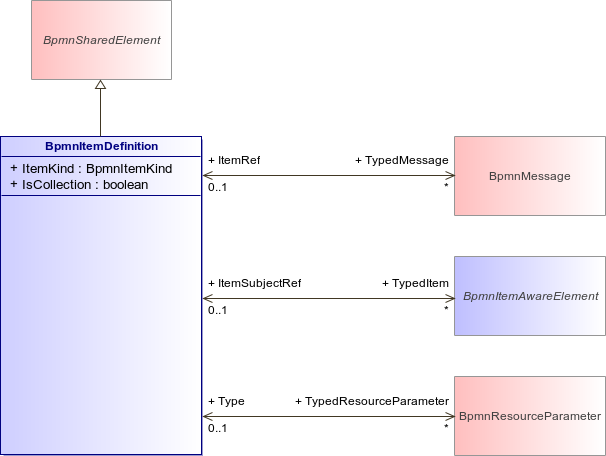 BpmnSharedElement
BpmnItemDefinition
+ ItemKind : BpmnItemKind
+ IsCollection : boolean
+ ItemRef
+ TypedMessage
0..1
*
BpmnMessage
+ ItemSubjectRef
+ TypedItem
0..1
*
BpmnItemAwareElement
+ Type
+ TypedResourceParameter
0..1
*
BpmnResourceParameter